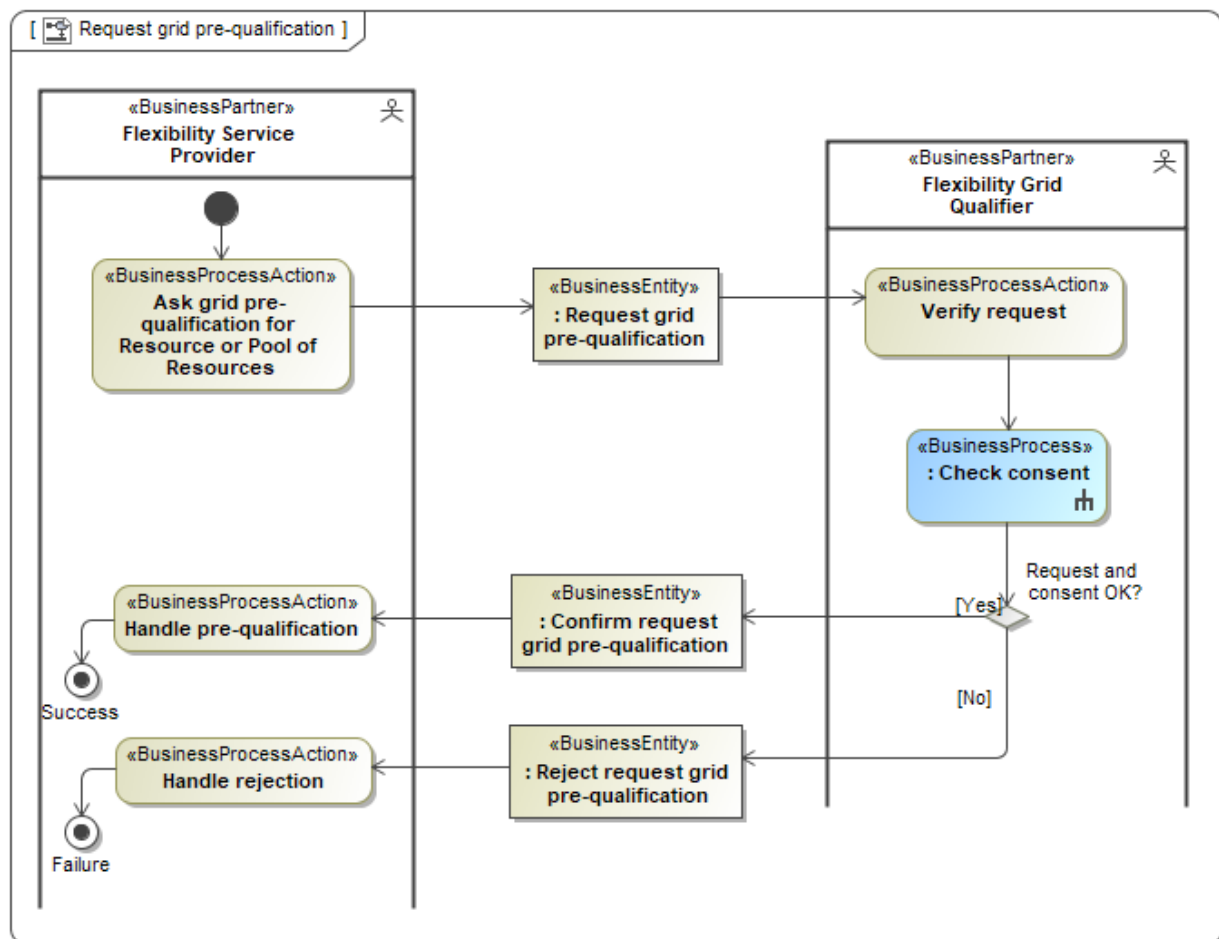 [ Request grid pre-qualification ]
«BusinessPartner»
Flexibility Service
Provider
«BusinessPartner»
Flexibility Grid
Qualifier
«BusinessProcessAction»
Ask grid pre-
qualification for
Resource or Pool of
Resources
«BusinessEntity»
: Request grid
pre-qualification
«BusinessProcessAction»
Verify request
«BusinessProcess»
: Check consent
Request and
consent OK?
[Yes]
«BusinessEntity»
: Confirm request
grid pre-qualification
«BusinessProcessAction»
Handle pre-qualification
Success
[No]
«BusinessEntity»
: Reject request grid
pre-qualification
«BusinessProcessAction»
Handle rejection
Failure